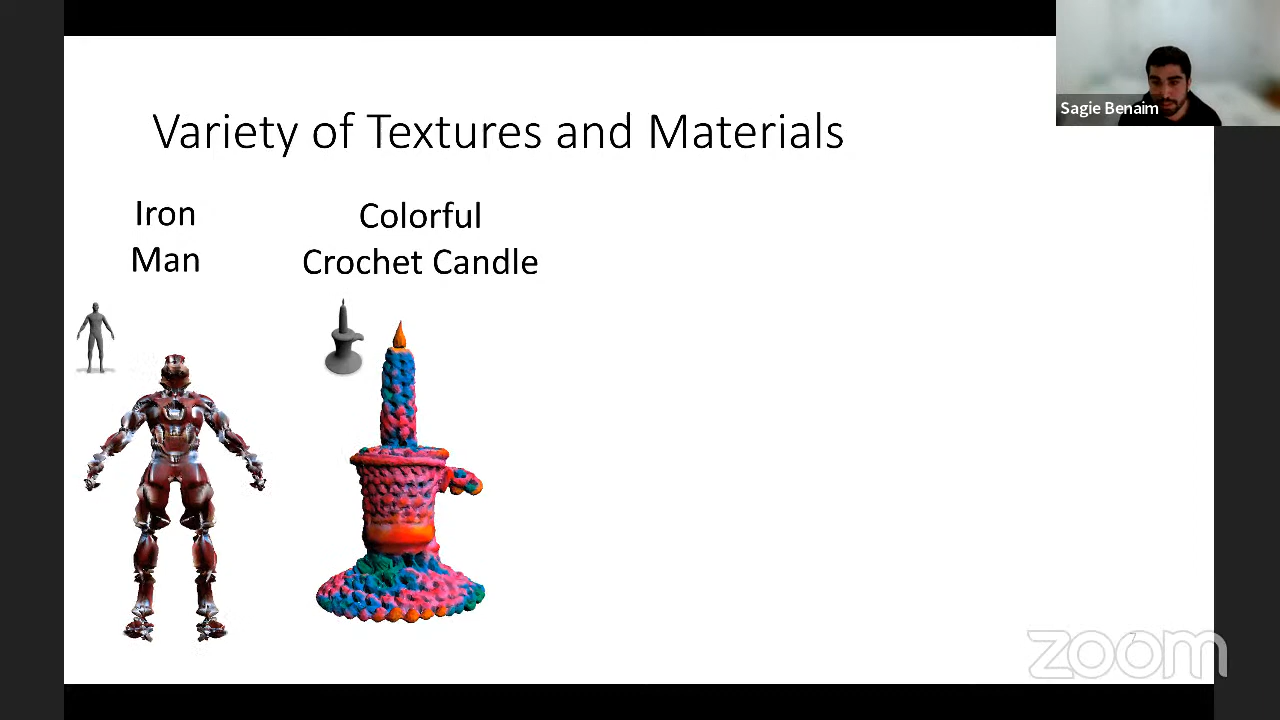 Sagie Benaim
Variety of Textures and Materials
Iron
Man
Colorful
Crochet Candle
zoom